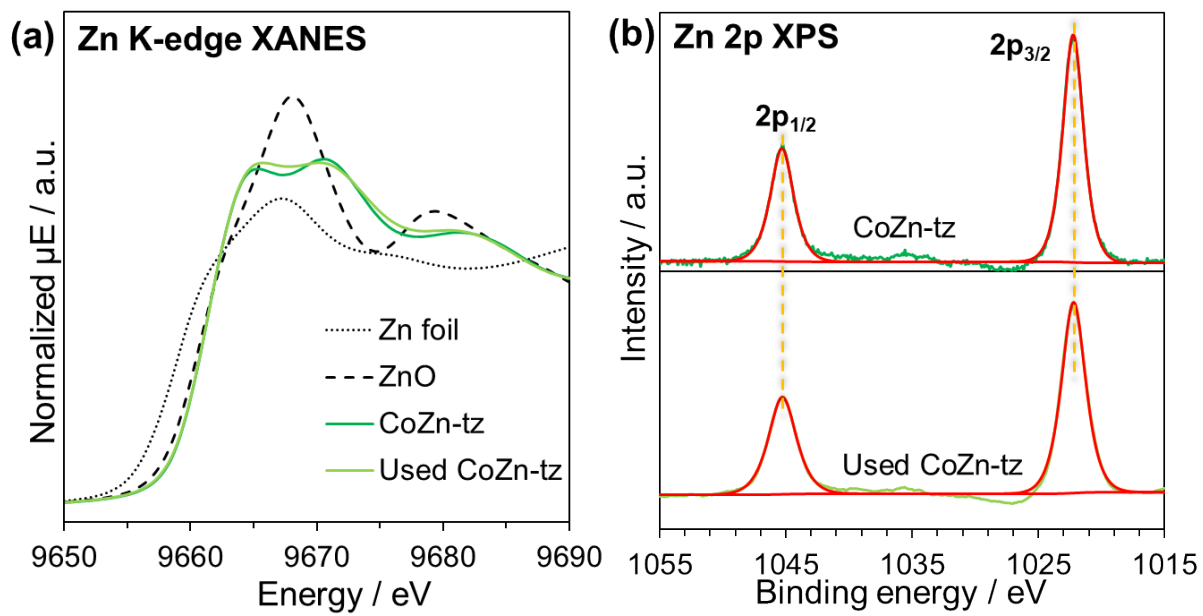 (a) Zn K-edge XANES
Normalized µE / a.u.
Zn foil
ZnO
CoZn-tz
Used CoZn-tz
9650 9660 9670 9680 9690
Energy / eV
(b) Zn 2p XPS
2p3/2
2p1/2
Intensity / a.u.
CoZn-tz
Used CoZn-tz
1055 1045 1035 1025 1015
Binding energy / eV